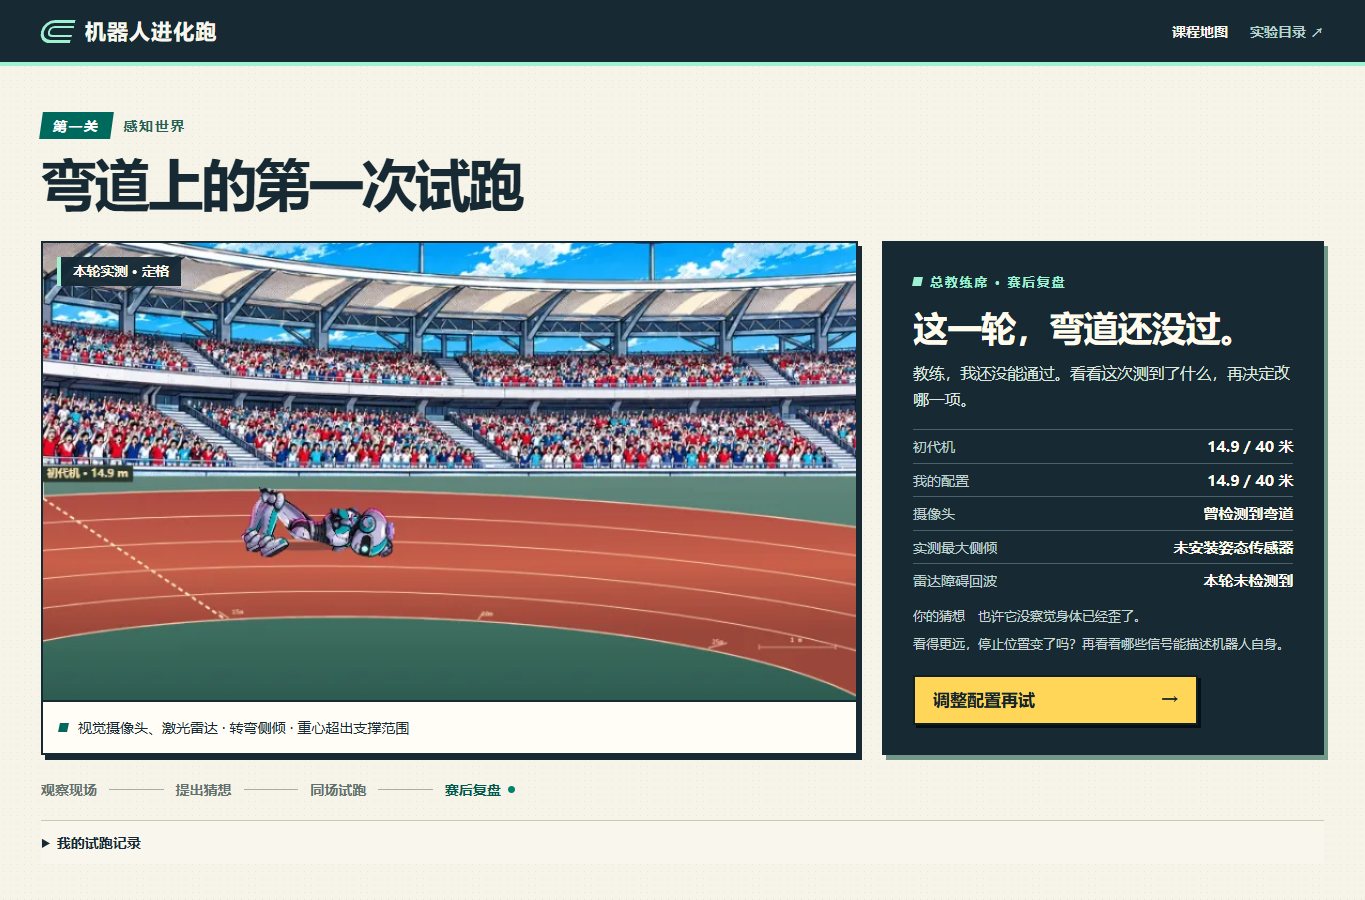 机器人进化跑
课程地图 实验目录 ↗
第一关 感知世界
弯道上的第一次试跑
本轮实测 • 定格
初代机 • 14.9 m
15m
20m
25m
1 m
视觉摄像头、激光雷达 · 转弯侧倾 · 重心超出支撑范围
总教练席 • 赛后复盘
这一轮，弯道还没过。
教练，我还没能通过。看看这次测到了什么，再决定改
哪一项。
初代机 14.9 / 40 米
我的配置 14.9 / 40 米
摄像头 曾检测到弯道
实测最大侧倾 未安装姿态传感器
雷达障碍回波 本轮未检测到
你的猜想 也许它没察觉身体已经歪了。
看得更远，停止位置变了吗？再看看哪些信号能描述机器人自身。
调整配置再试 →
观察现场 提出猜想 同场试跑 赛后复盘
我的试跑记录